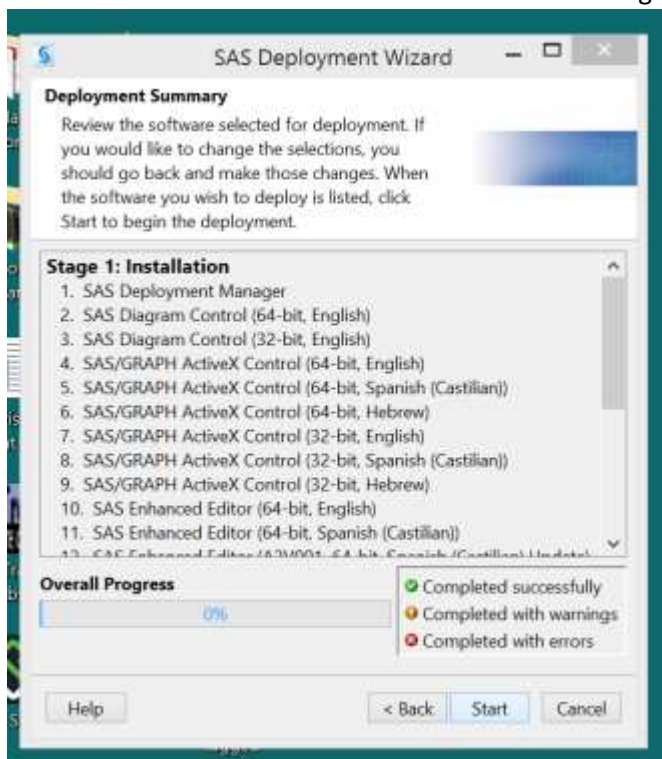 SAS Deployment Wizard
Deployment Summary
Review the software selected for deployment. If
you would like to change the selections, you
should go back and make those changes. When
the software you wish to deploy is listed, click
Start to begin the deployment.
Stage 1: Installation
1. SAS Deployment Manager
2. SAS Diagram Control (64-bit, English)
3. SAS Diagram Control (32-bit, English)
4. SAS/GRAPH ActiveX Control (64-bit, English)
5. SAS/GRAPH ActiveX Control (64-bit, Spanish (Castilian))
6. SAS/GRAPH ActiveX Control (64-bit, Hebrew)
7. SAS/GRAPH ActiveX Control (32-bit, English)
8. SAS/GRAPH ActiveX Control (32-bit, Spanish (Castilian))
9. SAS/GRAPH ActiveX Control (32-bit, Hebrew)
10. SAS Enhanced Editor (64-bit, English)
11. SAS Enhanced Editor (64-bit, Spanish (Castilian))
Overall Progress
0%
Completed successfully
Completed with warnings
Completed with errors
Help
< Back
Start
Cancel